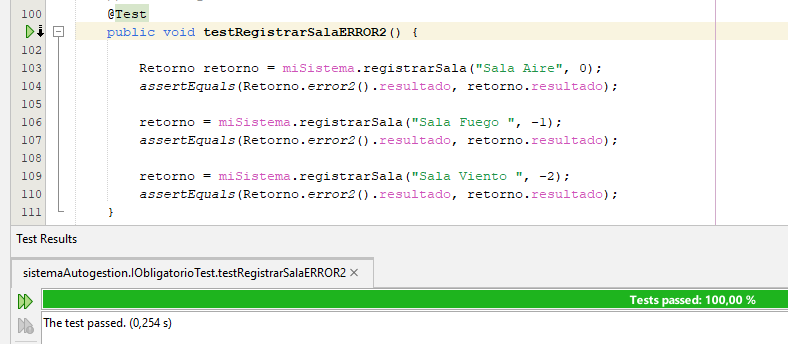 100 @Test
public void testRegistrarSalaERROR2() {
102
103 Retorno retorno = miSistema.registrarSala("Sala Aire", 0);
104 assertEquals(Retorno.error2().resultado, retorno.resultado);
105
106 retorno = miSistema.registrarSala("Sala Fuego ", -1);
107 assertEquals(Retorno.error2().resultado, retorno.resultado);
108
109 retorno = miSistema.registrarSala("Sala Viento ", -2);
110 assertEquals(Retorno.error2().resultado, retorno.resultado);
111 }
Test Results
sistemaAutogestion.IObligatorioTest.testRegistrarSalaERROR2
Tests passed: 100,00 %
The test passed. (0,254 s)